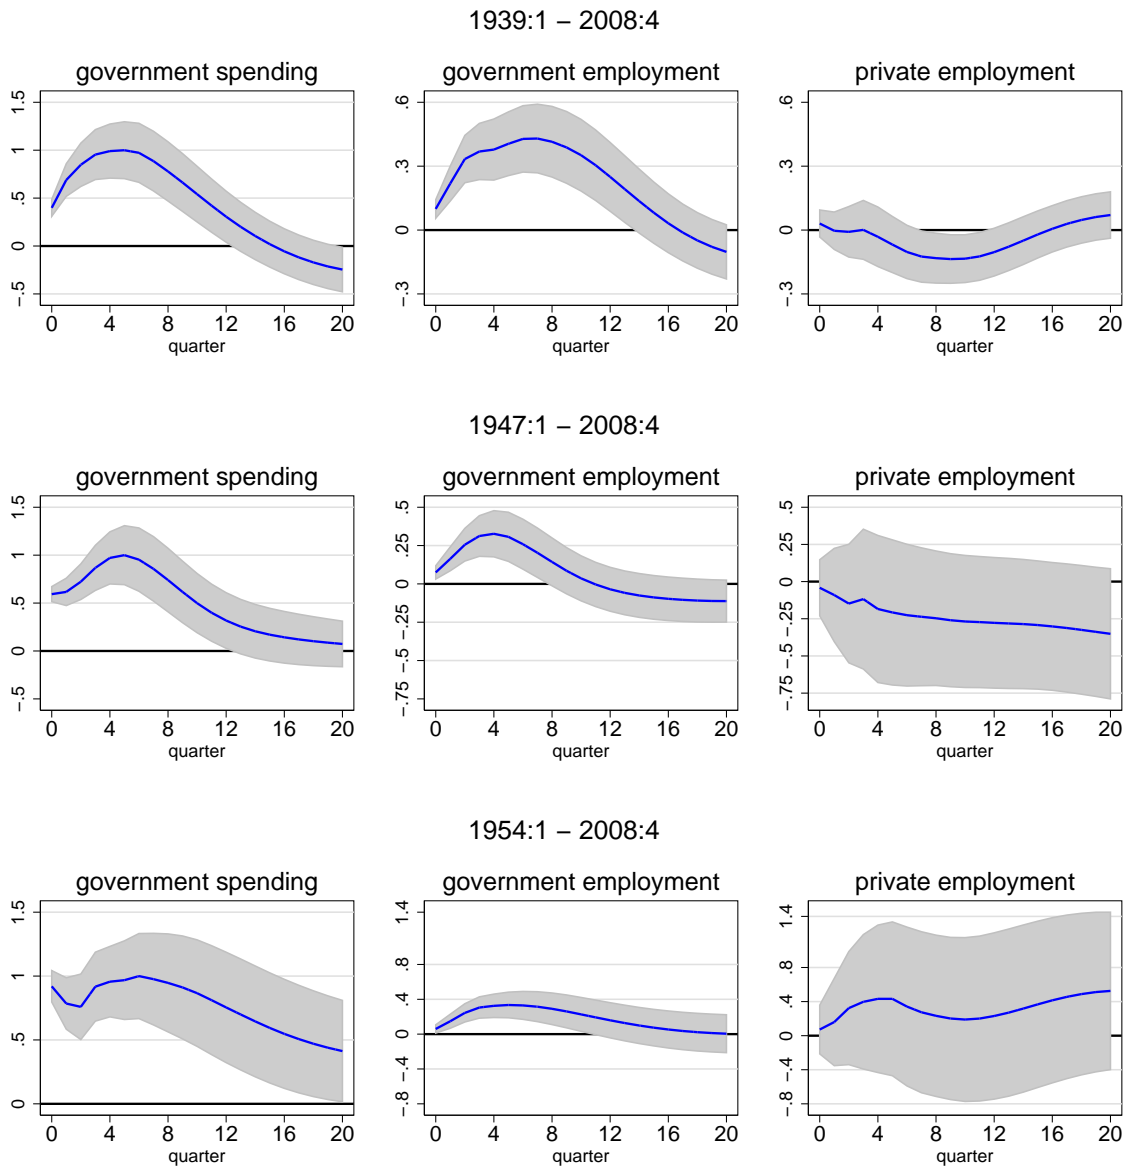 1939:1 − 2008:4
government spending government employment private employment
1.5 .6 .6
1 .3 .3
.5 0 0
0 −.3 −.3
−.5
0 4 8 12 16 20 0 4 8 12 16 20 0 4 8 12 16 20
quarter quarter quarter
1947:1 − 2008:4
government spending government employment private employment
1.5 .5 .5
1 .25 .25
.5 0 0
0 −.25 −.25
−.5 −.5 −.5
−.75 −.75
0 4 8 12 16 20 0 4 8 12 16 20 0 4 8 12 16 20
quarter quarter quarter
1954:1 − 2008:4
government spending government employment private employment
1.5 1.4 1.4
1 .8 .8
.5 .4 .4
0 0 0
−.4 −.4
−.8 −.8
0 4 8 12 16 20 0 4 8 12 16 20 0 4 8 12 16 20
quarter quarter quarter